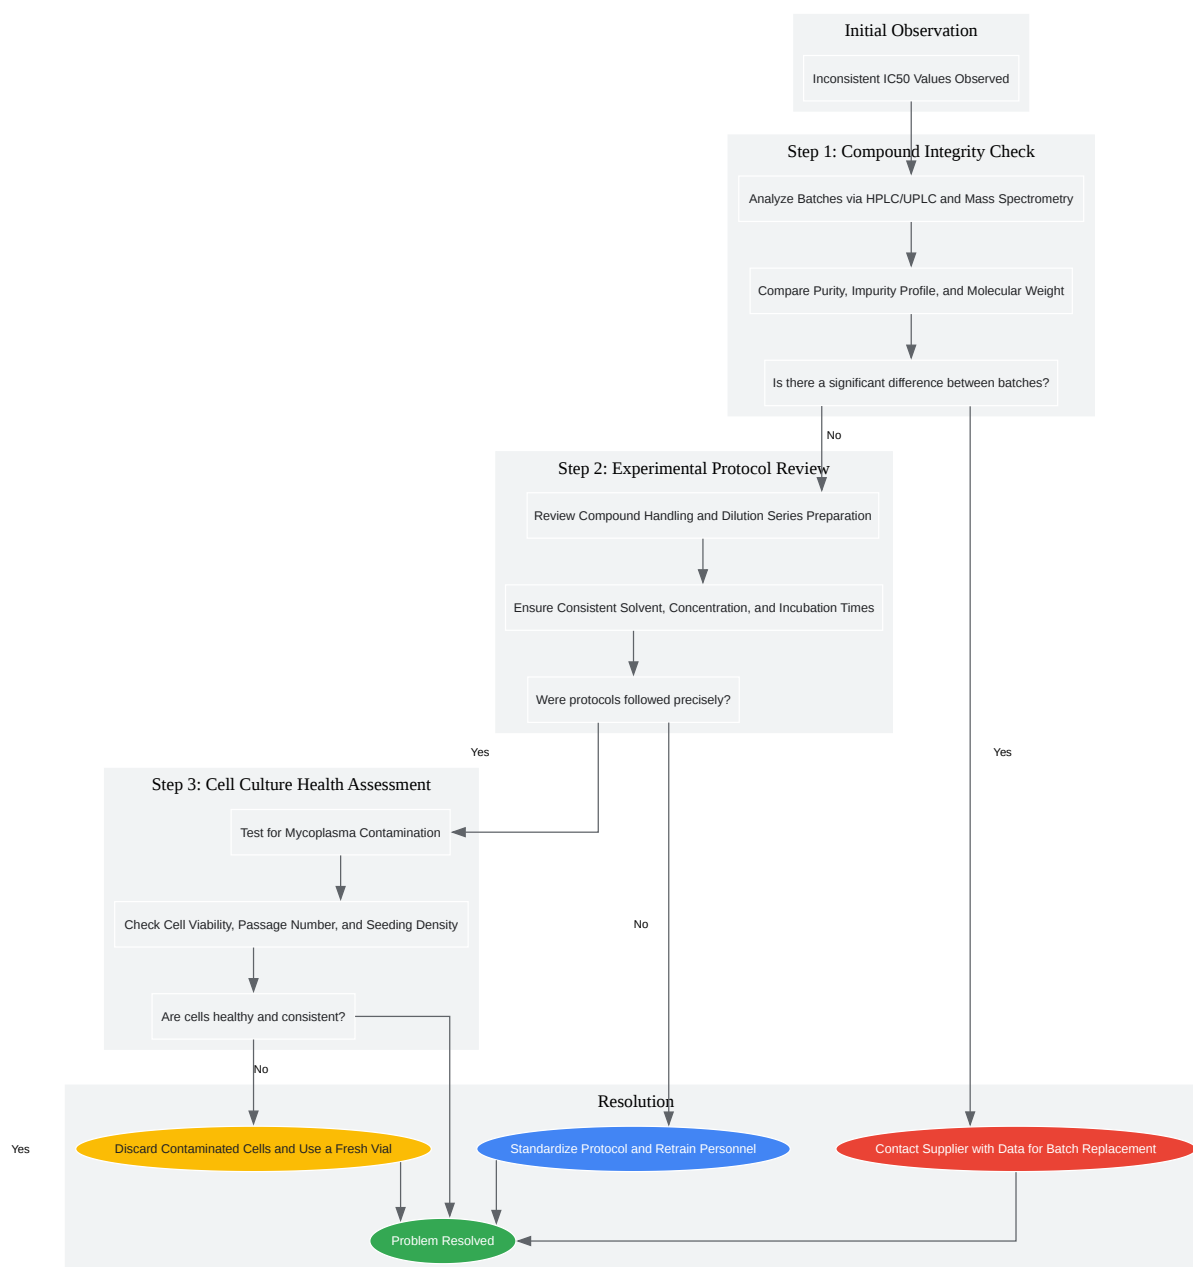 Initial Observation
Inconsistent IC50 Values Observed
Step 1: Compound Integrity Check
Analyze Batches via HPLC/UPLC and Mass Spectrometry
Compare Purity, Impurity Profile, and Molecular Weight
Is there a significant difference between batches?
No
Step 2: Experimental Protocol Review
Review Compound Handling and Dilution Series Preparation
Ensure Consistent Solvent, Concentration, and Incubation Times
Were protocols followed precisely?
Yes
Yes
Step 3: Cell Culture Health Assessment
Test for Mycoplasma Contamination
Check Cell Viability, Passage Number, and Seeding Density
No
Are cells healthy and consistent?
No
Resolution
Yes
Discard Contaminated Cells and Use a Fresh Vial
Standardize Protocol and Retrain Personnel
Contact Supplier with Data for Batch Replacement
Problem Resolved